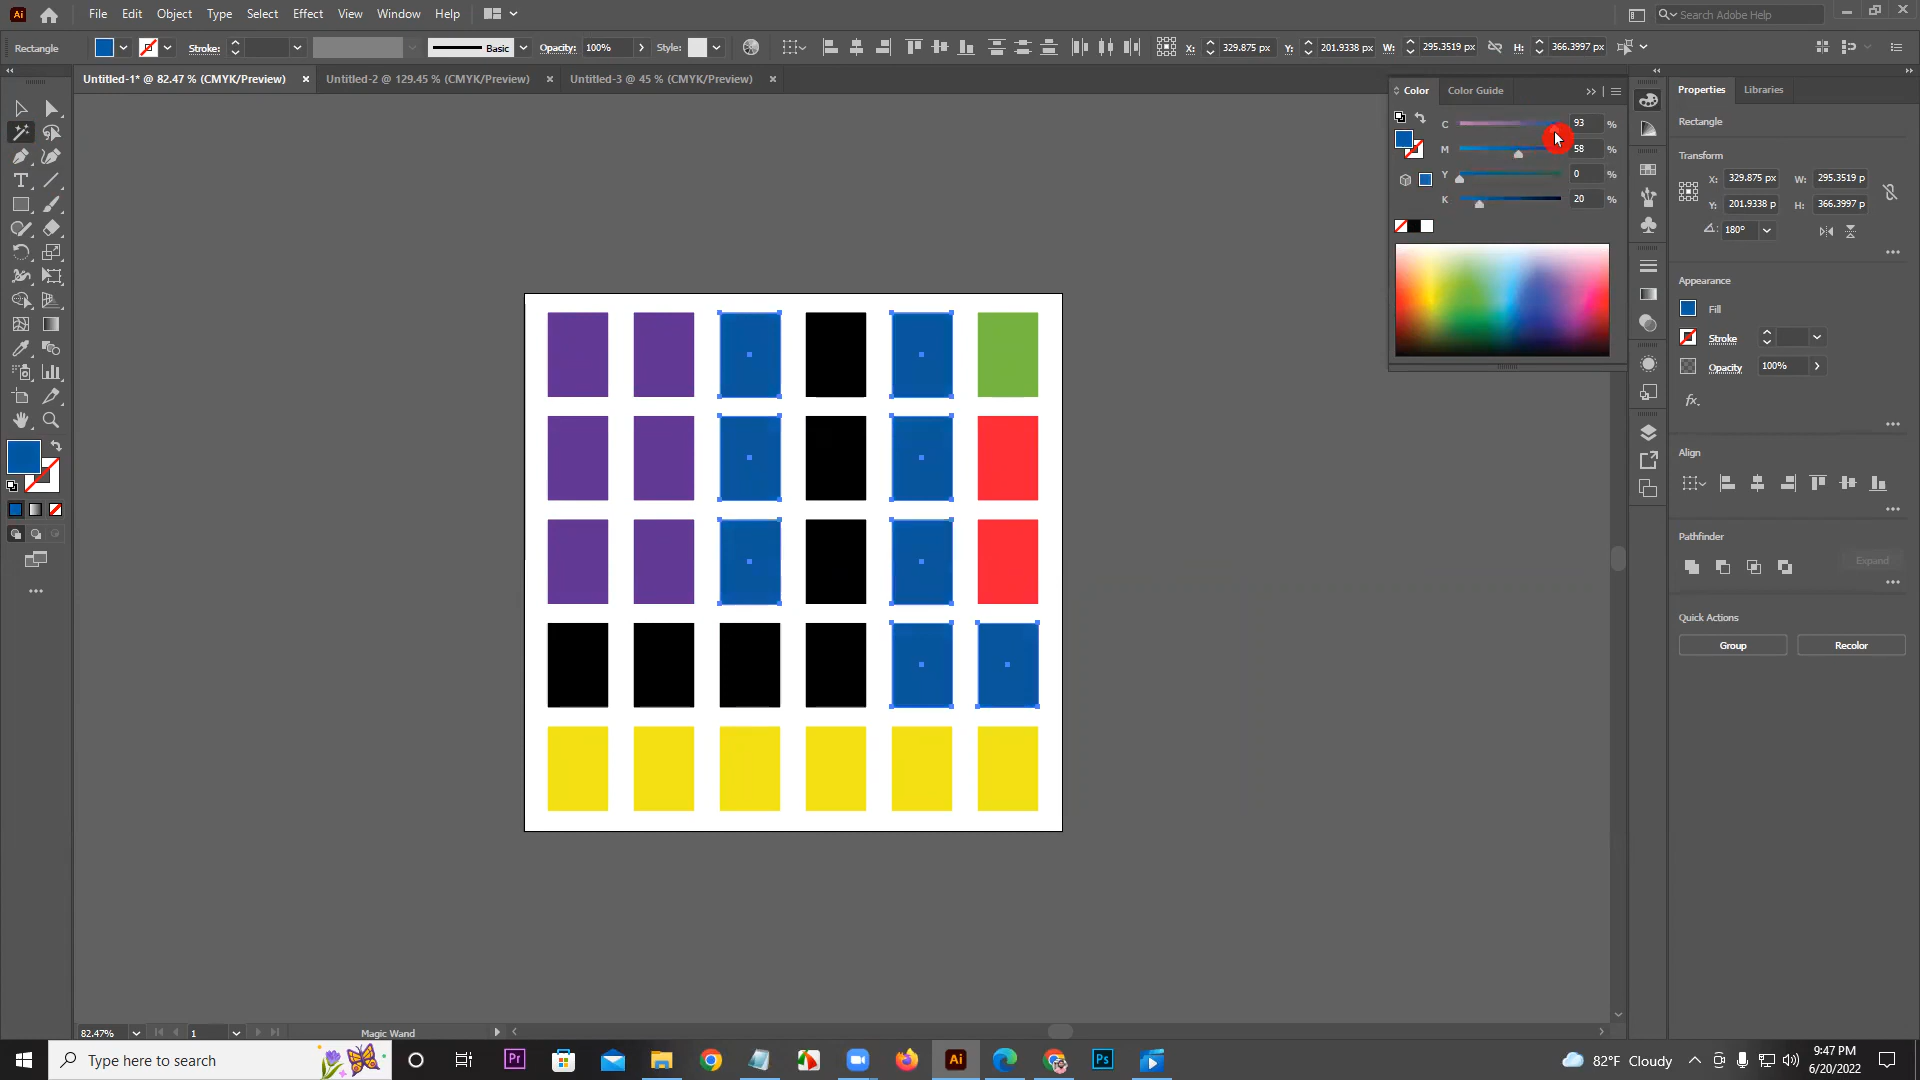 Ai File Edit Object Type Select Effect View Window Help Search Adobe Help
Rectangle Stroke: Basic Opacity: 100% Style: X: 329.875 px Y: 201.9338 px W: 295.3519 px H: 366.3997 px
Untitled-1* @ 82.47 % (CMYK/Preview) × Untitled-2 @ 129.45 % (CMYK/Preview) × Untitled-3 @ 45 % (CMYK/Preview) ×
Color Color Guide
C 93 %
M 58 %
Y 0 %
K 20 %
Properties Libraries
Rectangle
Transform
X: 329.875 px W: 295.3519 p
Y: 201.9338 p H: 366.3997 p
180°
Appearance
Fill
Stroke
Opacity 100%
fx.
Align
Pathfinder
Expand
Quick Actions
Group Recolor
82.47% 1 Magic Wand
Type here to search Pr Ai Ps 82°F Cloudy 9:47 PM
6/20/2022